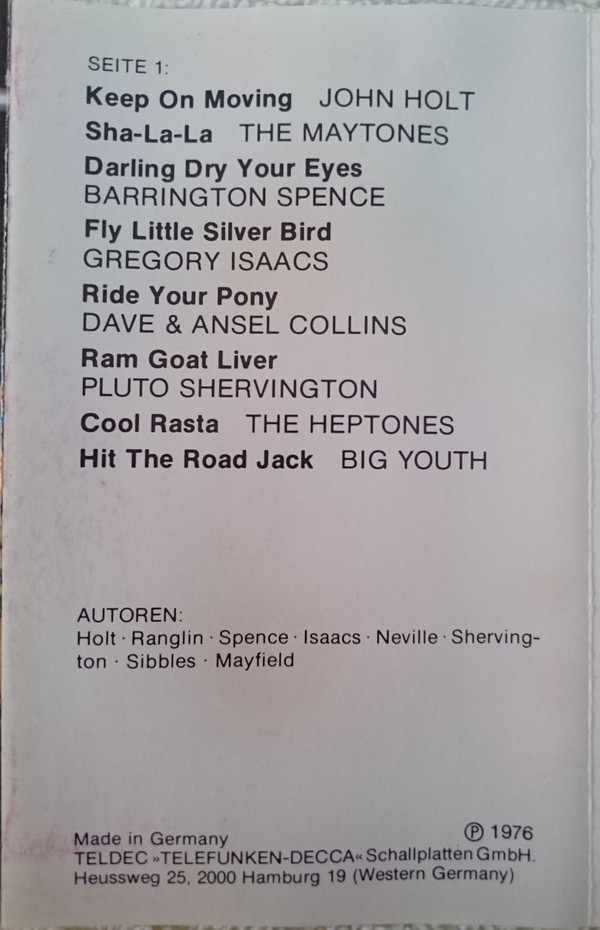 SEITE 1:
Keep On Moving JOHN HOLT
Sha-La-La THE MAYTONES
Darling Dry Your Eyes
BARRINGTON SPENCE
Fly Little Silver Bird
GREGORY ISAACS
Ride Your Pony
DAVE & ANSEL COLLINS
Ram Goat Liver
PLUTO SHERVINGTON
Cool Rasta THE HEPTONES
Hit The Road Jack BIG YOUTH
AUTOREN:
Holt · Ranglin · Spence · Isaacs · Neville · Sherving-
ton · Sibbles · Mayfield
Made in Germany ℗ 1976
TELDEC »TELEFUNKEN-DECCA« Schallplatten GmbH.
Heussweg 25, 2000 Hamburg 19 (Western Germany)